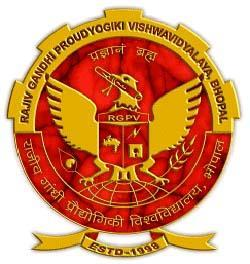 RAJIV GANDHI PROUDYOGIKI VISHWAVIDYALAYA, BHOPAL
प्रज्ञानं ब्रह्म
RGPV
राजीव गांधी प्रौद्योगिकी विश्वविद्यालय, भोपाल
ESTD-1998